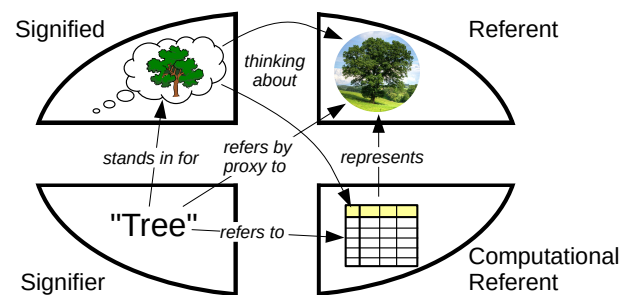 Signified
Referent
thinking
about
stands in for
refers by
proxy to
represents
"Tree"
refers to
Signifier
Computational
Referent